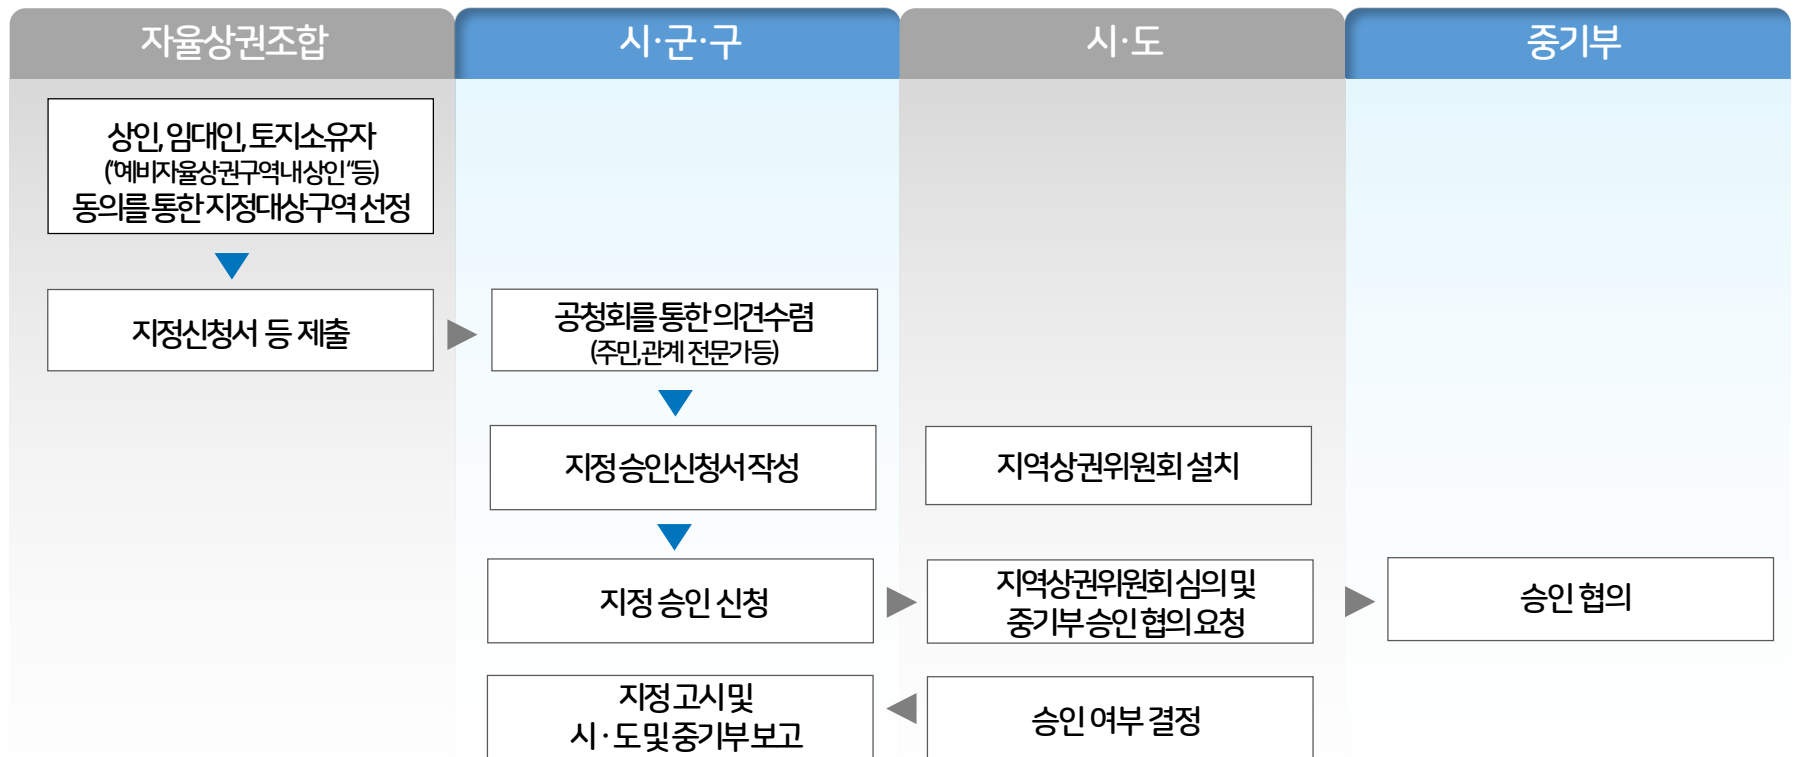 자율상권조합
시·군·구
시·도
중기부
상인, 임대인, 토지소유자
(“예비자율상권구역 내 상인“등)
동의를 통한 지정대상구역 선정
지정신청서 등 제출
공청회를 통한 의견수렴
(주민,관계 전문가 등)
지정 승인신청서 작성
지역상권위원회 설치
지정 승인 신청
지역상권위원회 심의 및
중기부 승인 협의 요청
승인 협의
지정 고시 및
시·도 및 중기부 보고
승인 여부 결정